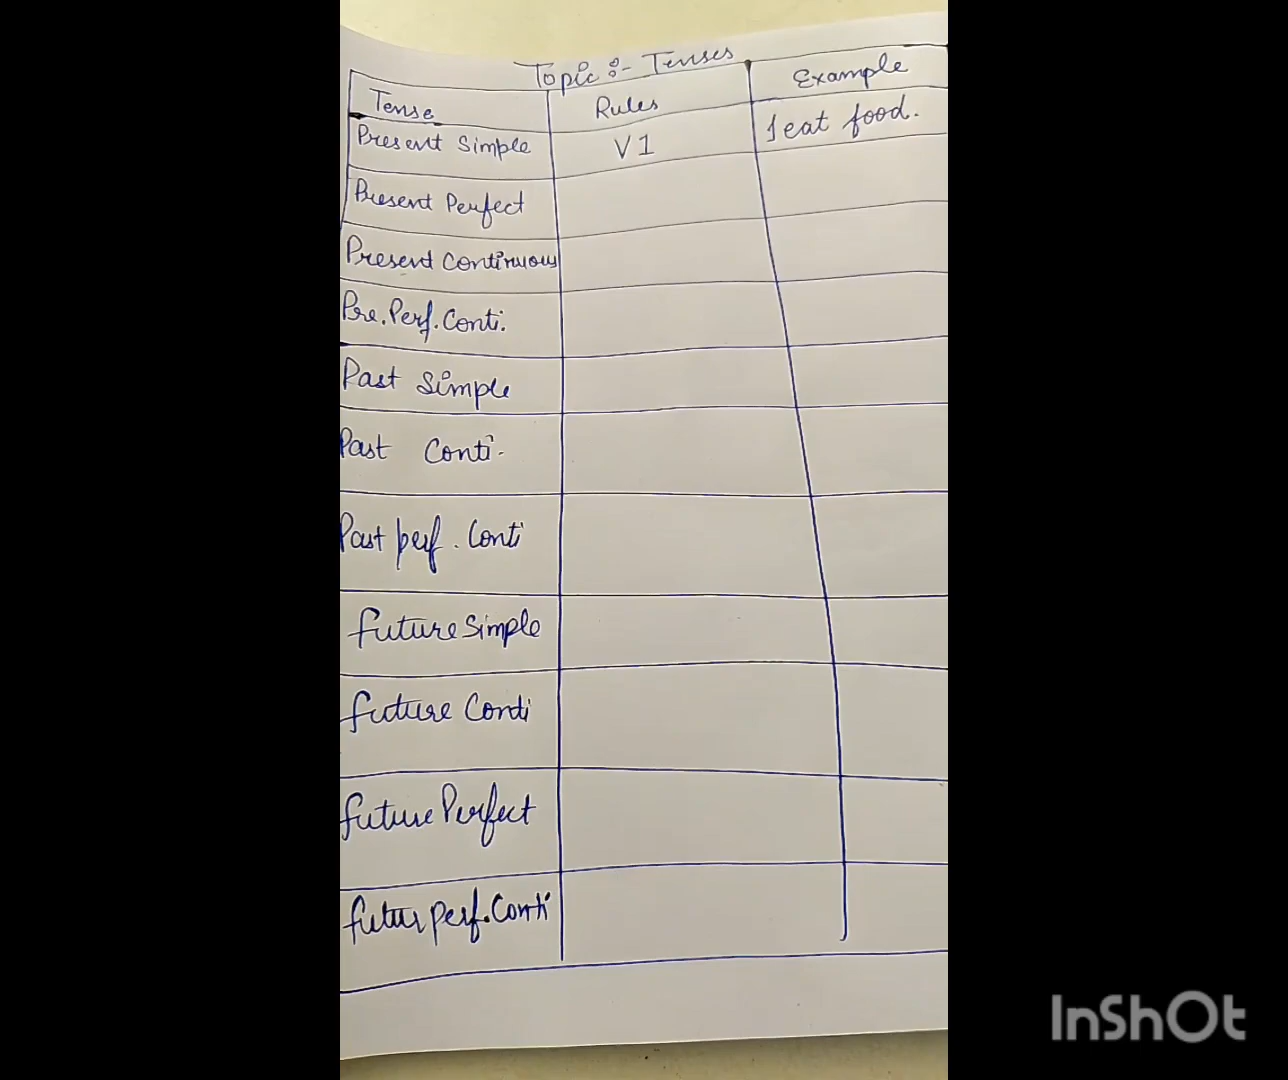 Topic :- Tenses
Tense Rules Example
Present Simple V1 I eat food.
Present Perfect
Present Continuous
Pre. Perf. Conti.
Past Simple
Past Conti-
Past perf. Conti
future Simple
future Conti
future Perfect
futur perf. Conti
InShOt